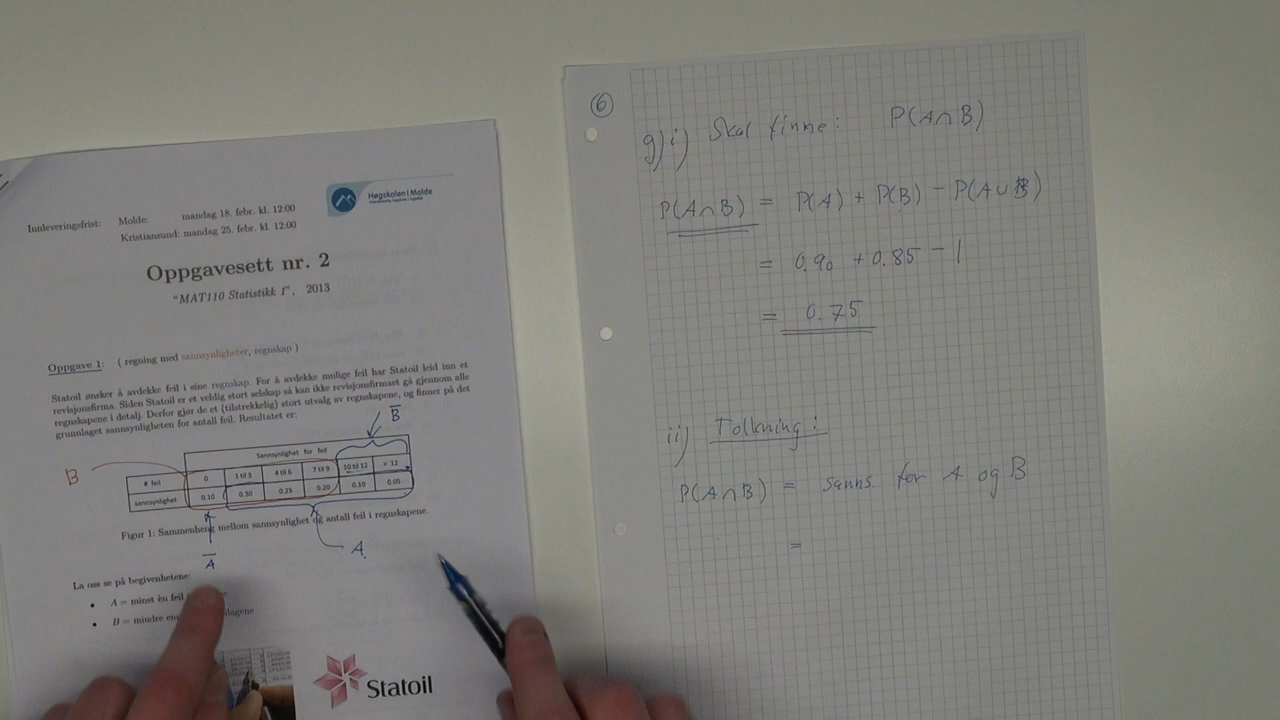 Høgskolen i Molde
Innleveringsfrist: Molde: mandag 18. febr. kl. 12:00
Kristiansund: mandag 25. febr. kl. 12:00
Oppgavesett nr. 2
"MAT110 Statistikk 1", 2013
Oppgave 1: ( regning med sannsynligheter, regnskap )
Statoil ønsker å avdekke feil i sine regnskap. For å avdekke mulige feil har Statoil leid inn et
revisjonsfirma. Siden Statoil er et veldig stort selskap så kan ikke revisjonsfirmaet gå gjennom alle
regnskapene i detalj. Derfor gjør de et (tilstrekkelig) stort utvalg av regnskapene, og finner på det
grunnlaget sannsynligheten for antall feil. Resultatet er:
B̅
B
Sannsynlighet for feil
# feil 0 1 til 3 4 til 6 7 til 9 10 til 12 > 12
sannsynlighet 0.10 0.30 0.25 0.20 0.10 0.05
Figur 1: Sammenheng mellom sannsynlighet og antall feil i regnskapene.
A̅
A
La oss se på begivenhetene:
• A = minst én feil
• B = mindre
Statoil
6
g) i) Skal finne: P(A∩B)
P(A∩B) = P(A) + P(B) − P(A∪B)
= 0.90 + 0.85 − 1
= 0.75
ii) Tolkning:
P(A∩B) = sanns. for A og B
=